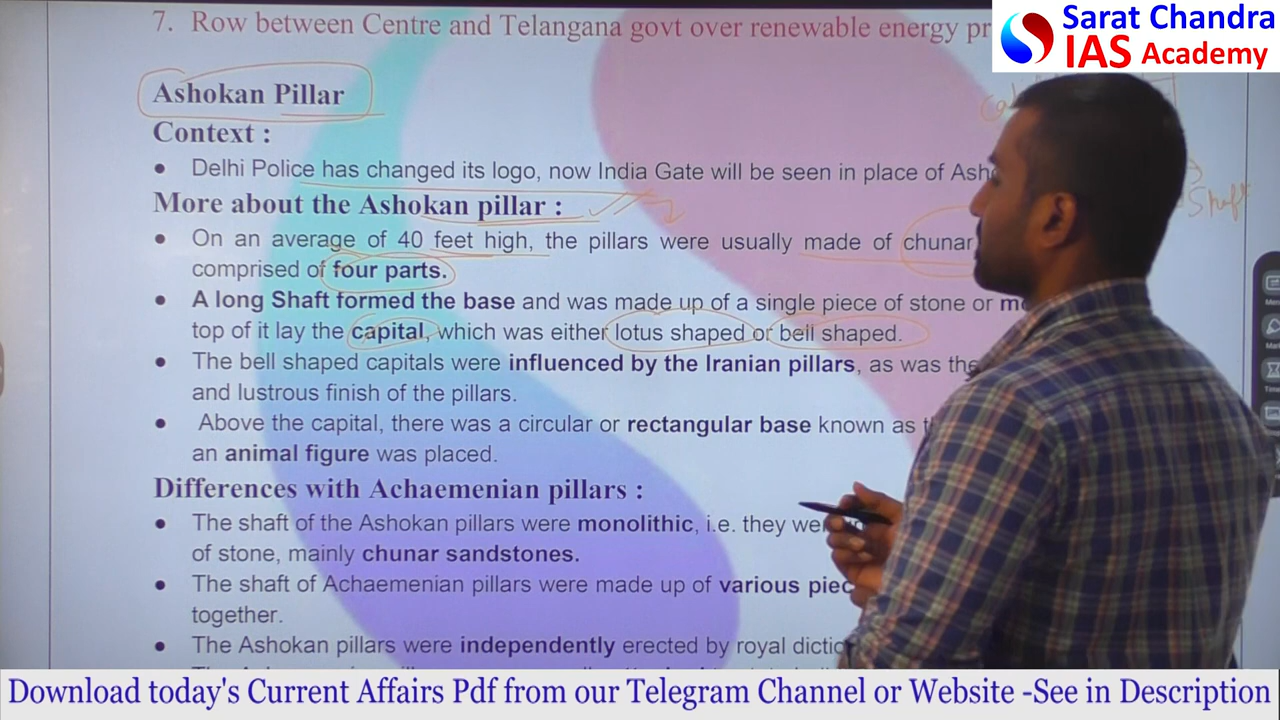 7. Row between Centre and Telangana govt over renewable energy
Sarat Chandra
IAS Academy
Ashokan Pillar
Context :
• Delhi Police has changed its logo, now India Gate will be seen in place of
More about the Ashokan pillar :
• On an average of 40 feet high, the pillars were usually made of chunar
comprised of four parts.
Shaft
• A long Shaft formed the base and was made up of a single piece of stone or
top of it lay the capital, which was either lotus shaped or bell shaped.
• The bell shaped capitals were influenced by the Iranian pillars, as was the
and lustrous finish of the pillars.
• Above the capital, there was a circular or rectangular base known as
an animal figure was placed.
Differences with Achaemenian pillars :
• The shaft of the Ashokan pillars were monolithic, i.e. they
of stone, mainly chunar sandstones.
• The shaft of Achaemenian pillars were made up of various
together.
• The Ashokan pillars were independently erected by royal
Download today's Current Affairs Pdf from our Telegram Channel or Website -See in Description